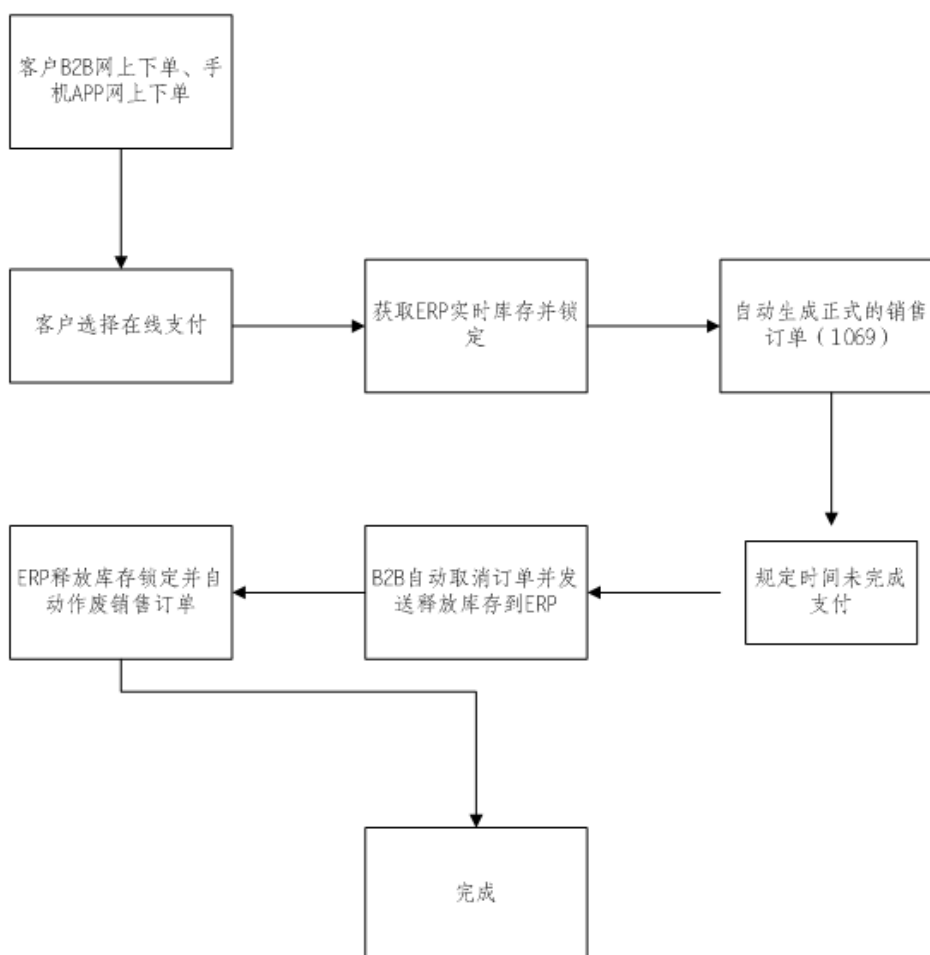 客户B2B网上下单、手
机APP网上下单
客户选择在线支付
获取ERP实时库存并锁
定
自动生成正式的销售
订单（1069）
规定时间未完成
支付
B2B自动取消订单并发
送释放库存到ERP
ERP释放库存锁定并自
动作废销售订单
完成